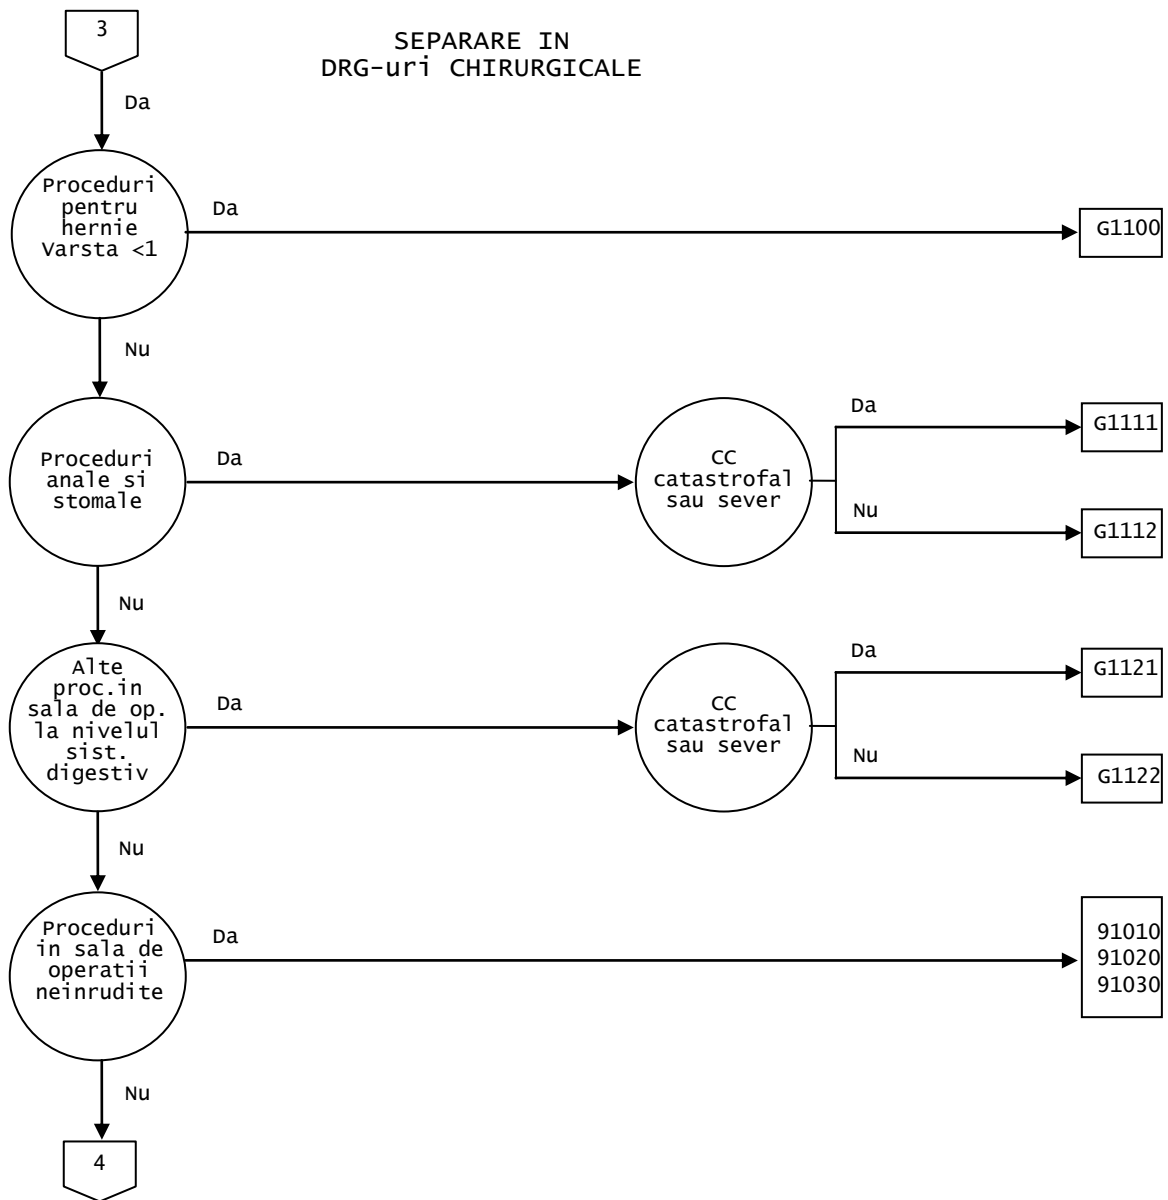 3
SEPARARE IN
DRG-uri CHIRURGICALE
Da
Proceduri
pentru
hernie
Varsta <1
Da
G1100
Nu
Proceduri
anale si
stomale
Da
CC
catastrofal
sau sever
Da
G1111
Nu
G1112
Nu
Alte
proc.in
sala de op.
la nivelul
sist.
digestiv
Da
CC
catastrofal
sau sever
Da
G1121
Nu
G1122
Nu
Proceduri
in sala de
operatii
neinrudite
Da
91010
91020
91030
Nu
4